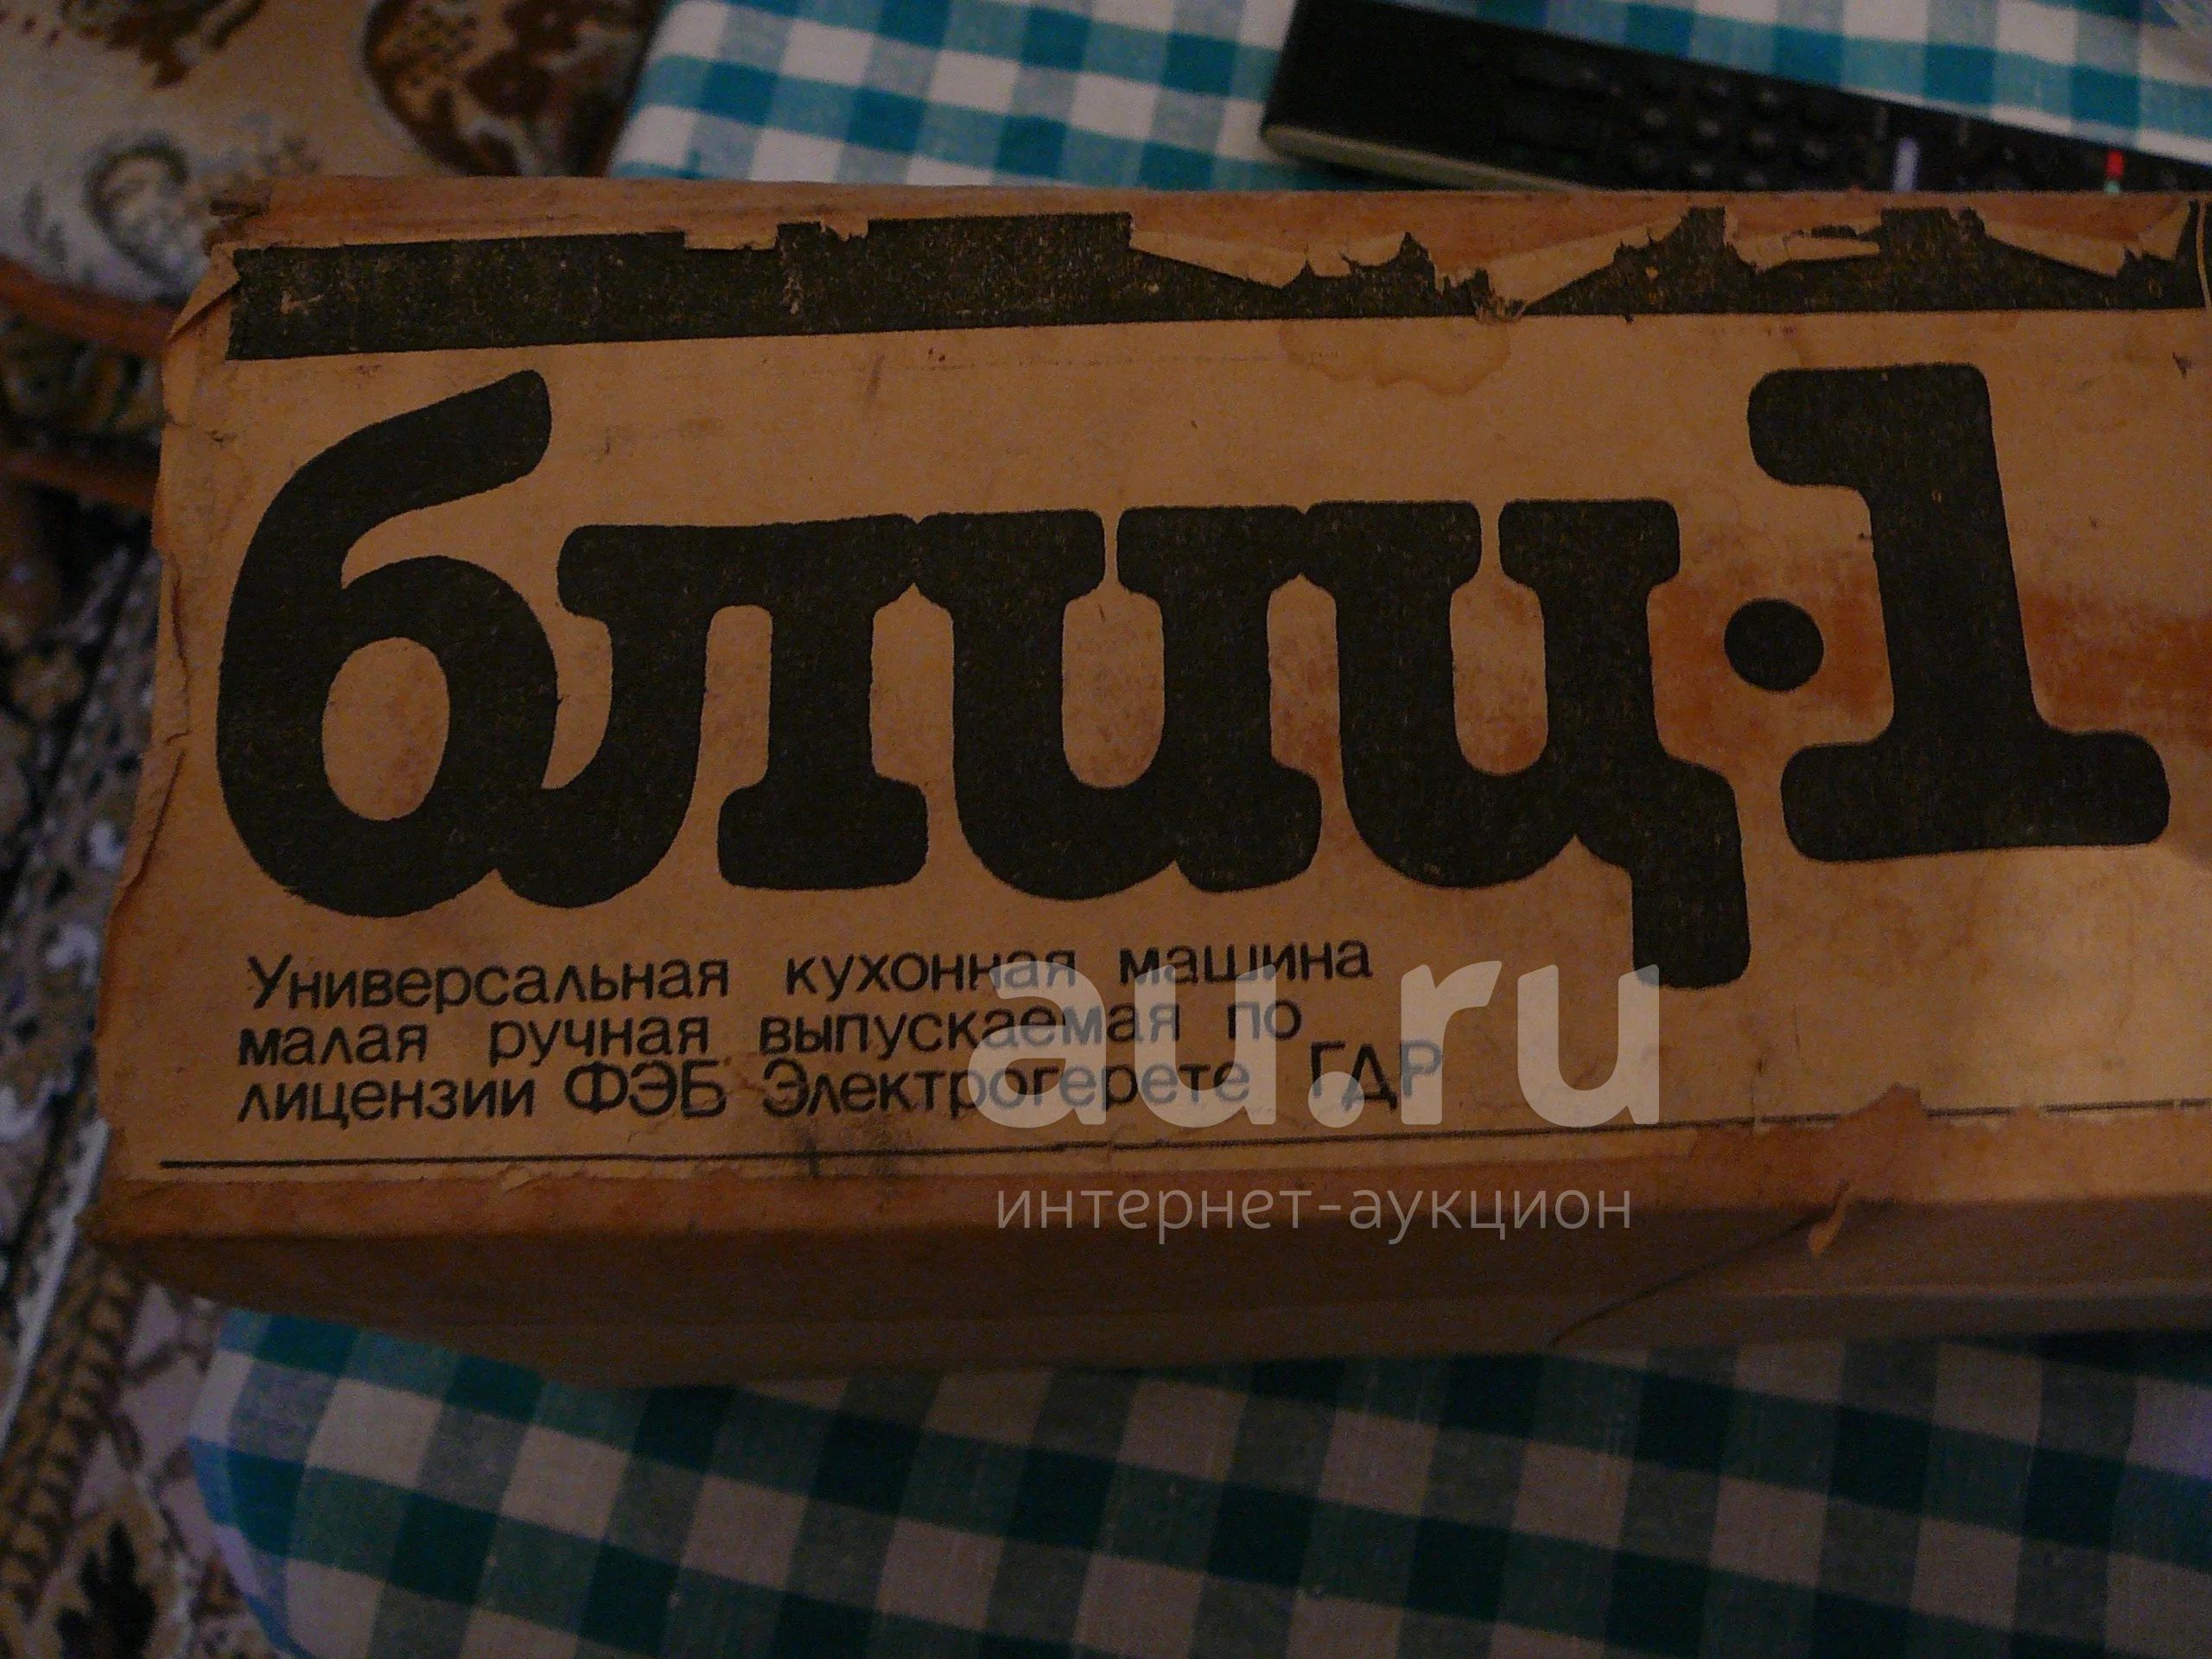 блиц·1
Универсальная кухонная машина
малая ручная выпускаемая по
лицензии ФЭБ Электрогерете ГДР
au.ru
интернет-аукцион